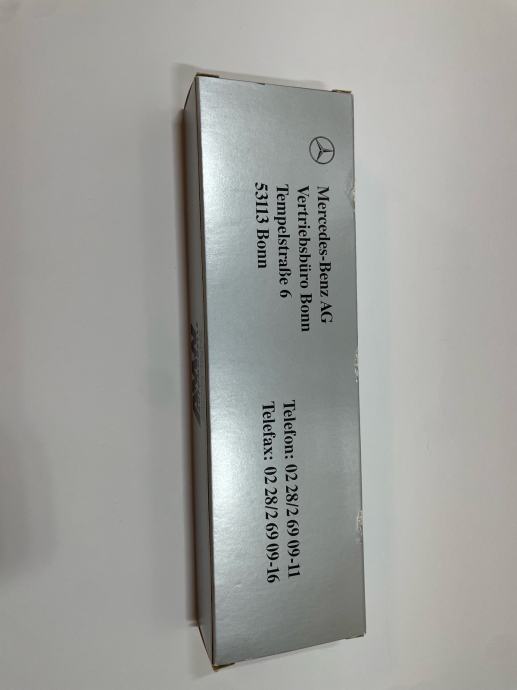 Mercedes-Benz AG
Vertriebsbüro Bonn
Tempelstraße 6
53113 Bonn
Telefon: 02 28/2 69 09-11
Telefax: 02 28/2 69 09-16